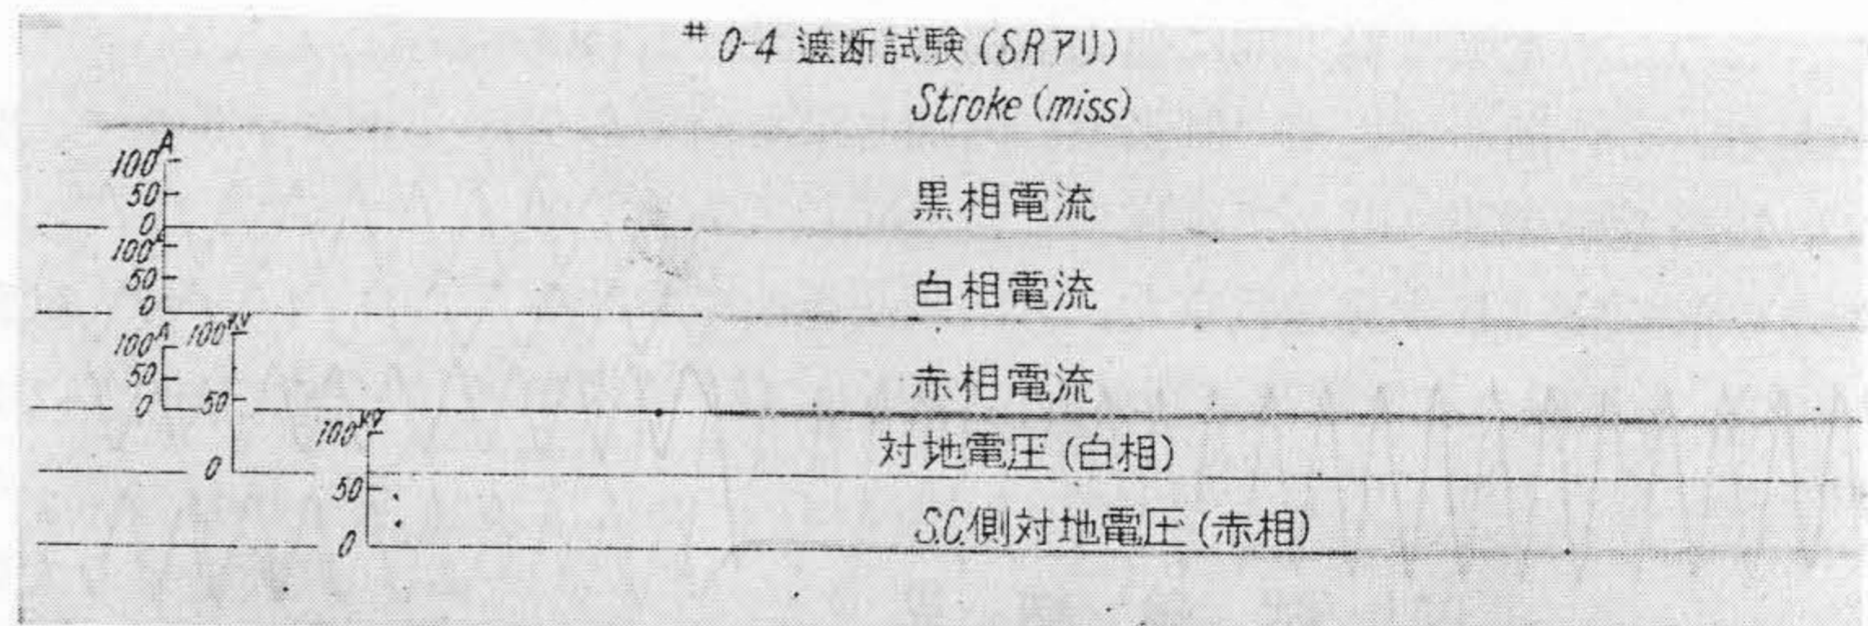 # 0-4 遮断試験 (SRアリ)
Stroke (miss)
100A
50
0
黒相電流
100A
50
0
白相電流
100A
50
0
100kV
50
0
赤相電流
100kV
50
0
対地電圧 (白相)
S.C.側対地電圧 (赤相)